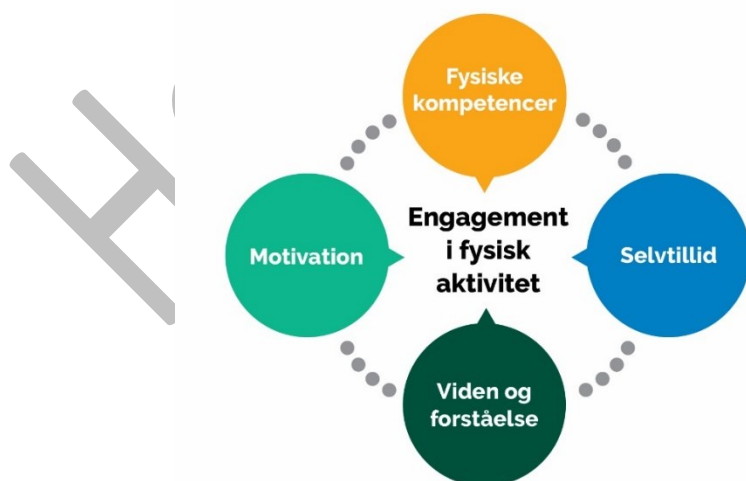 Fysiske
kompetencer
Motivation
Engagement
i fysisk
aktivitet
Selvtillid
Viden og
forståelse